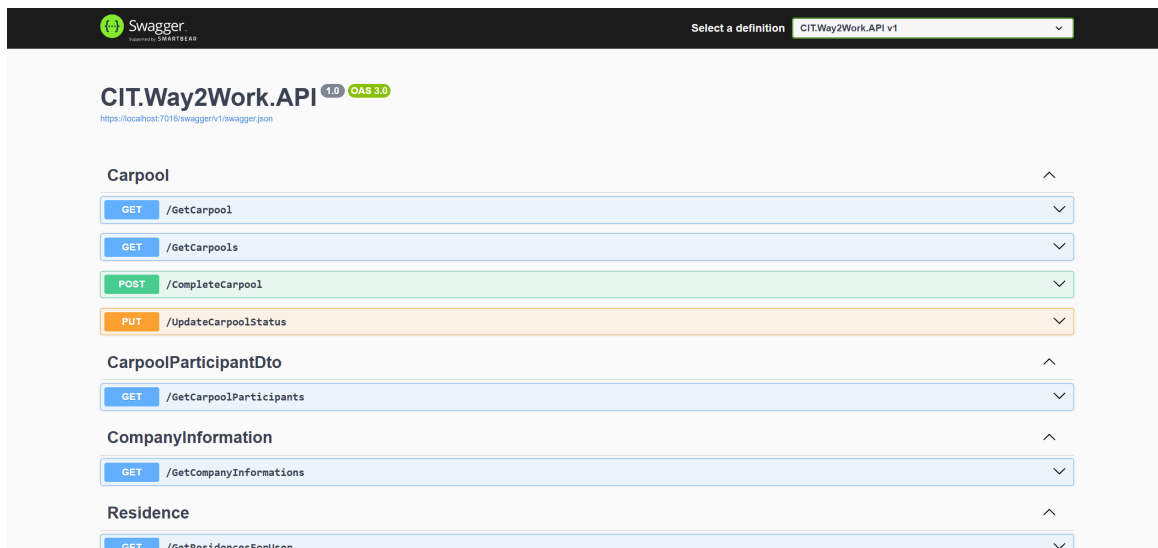 Swagger.
Supported by SMARTBEAR
Select a definition
CIT.Way2Work.API v1
CIT.Way2Work.API 1.0 OAS 3.0
https://localhost:7016/swagger/v1/swagger.json
Carpool
GET /GetCarpool
GET /GetCarpools
POST /CompleteCarpool
PUT /UpdateCarpoolStatus
CarpoolParticipantDto
GET /GetCarpoolParticipants
CompanyInformation
GET /GetCompanyInformations
Residence
GET /GetResidencesForUser